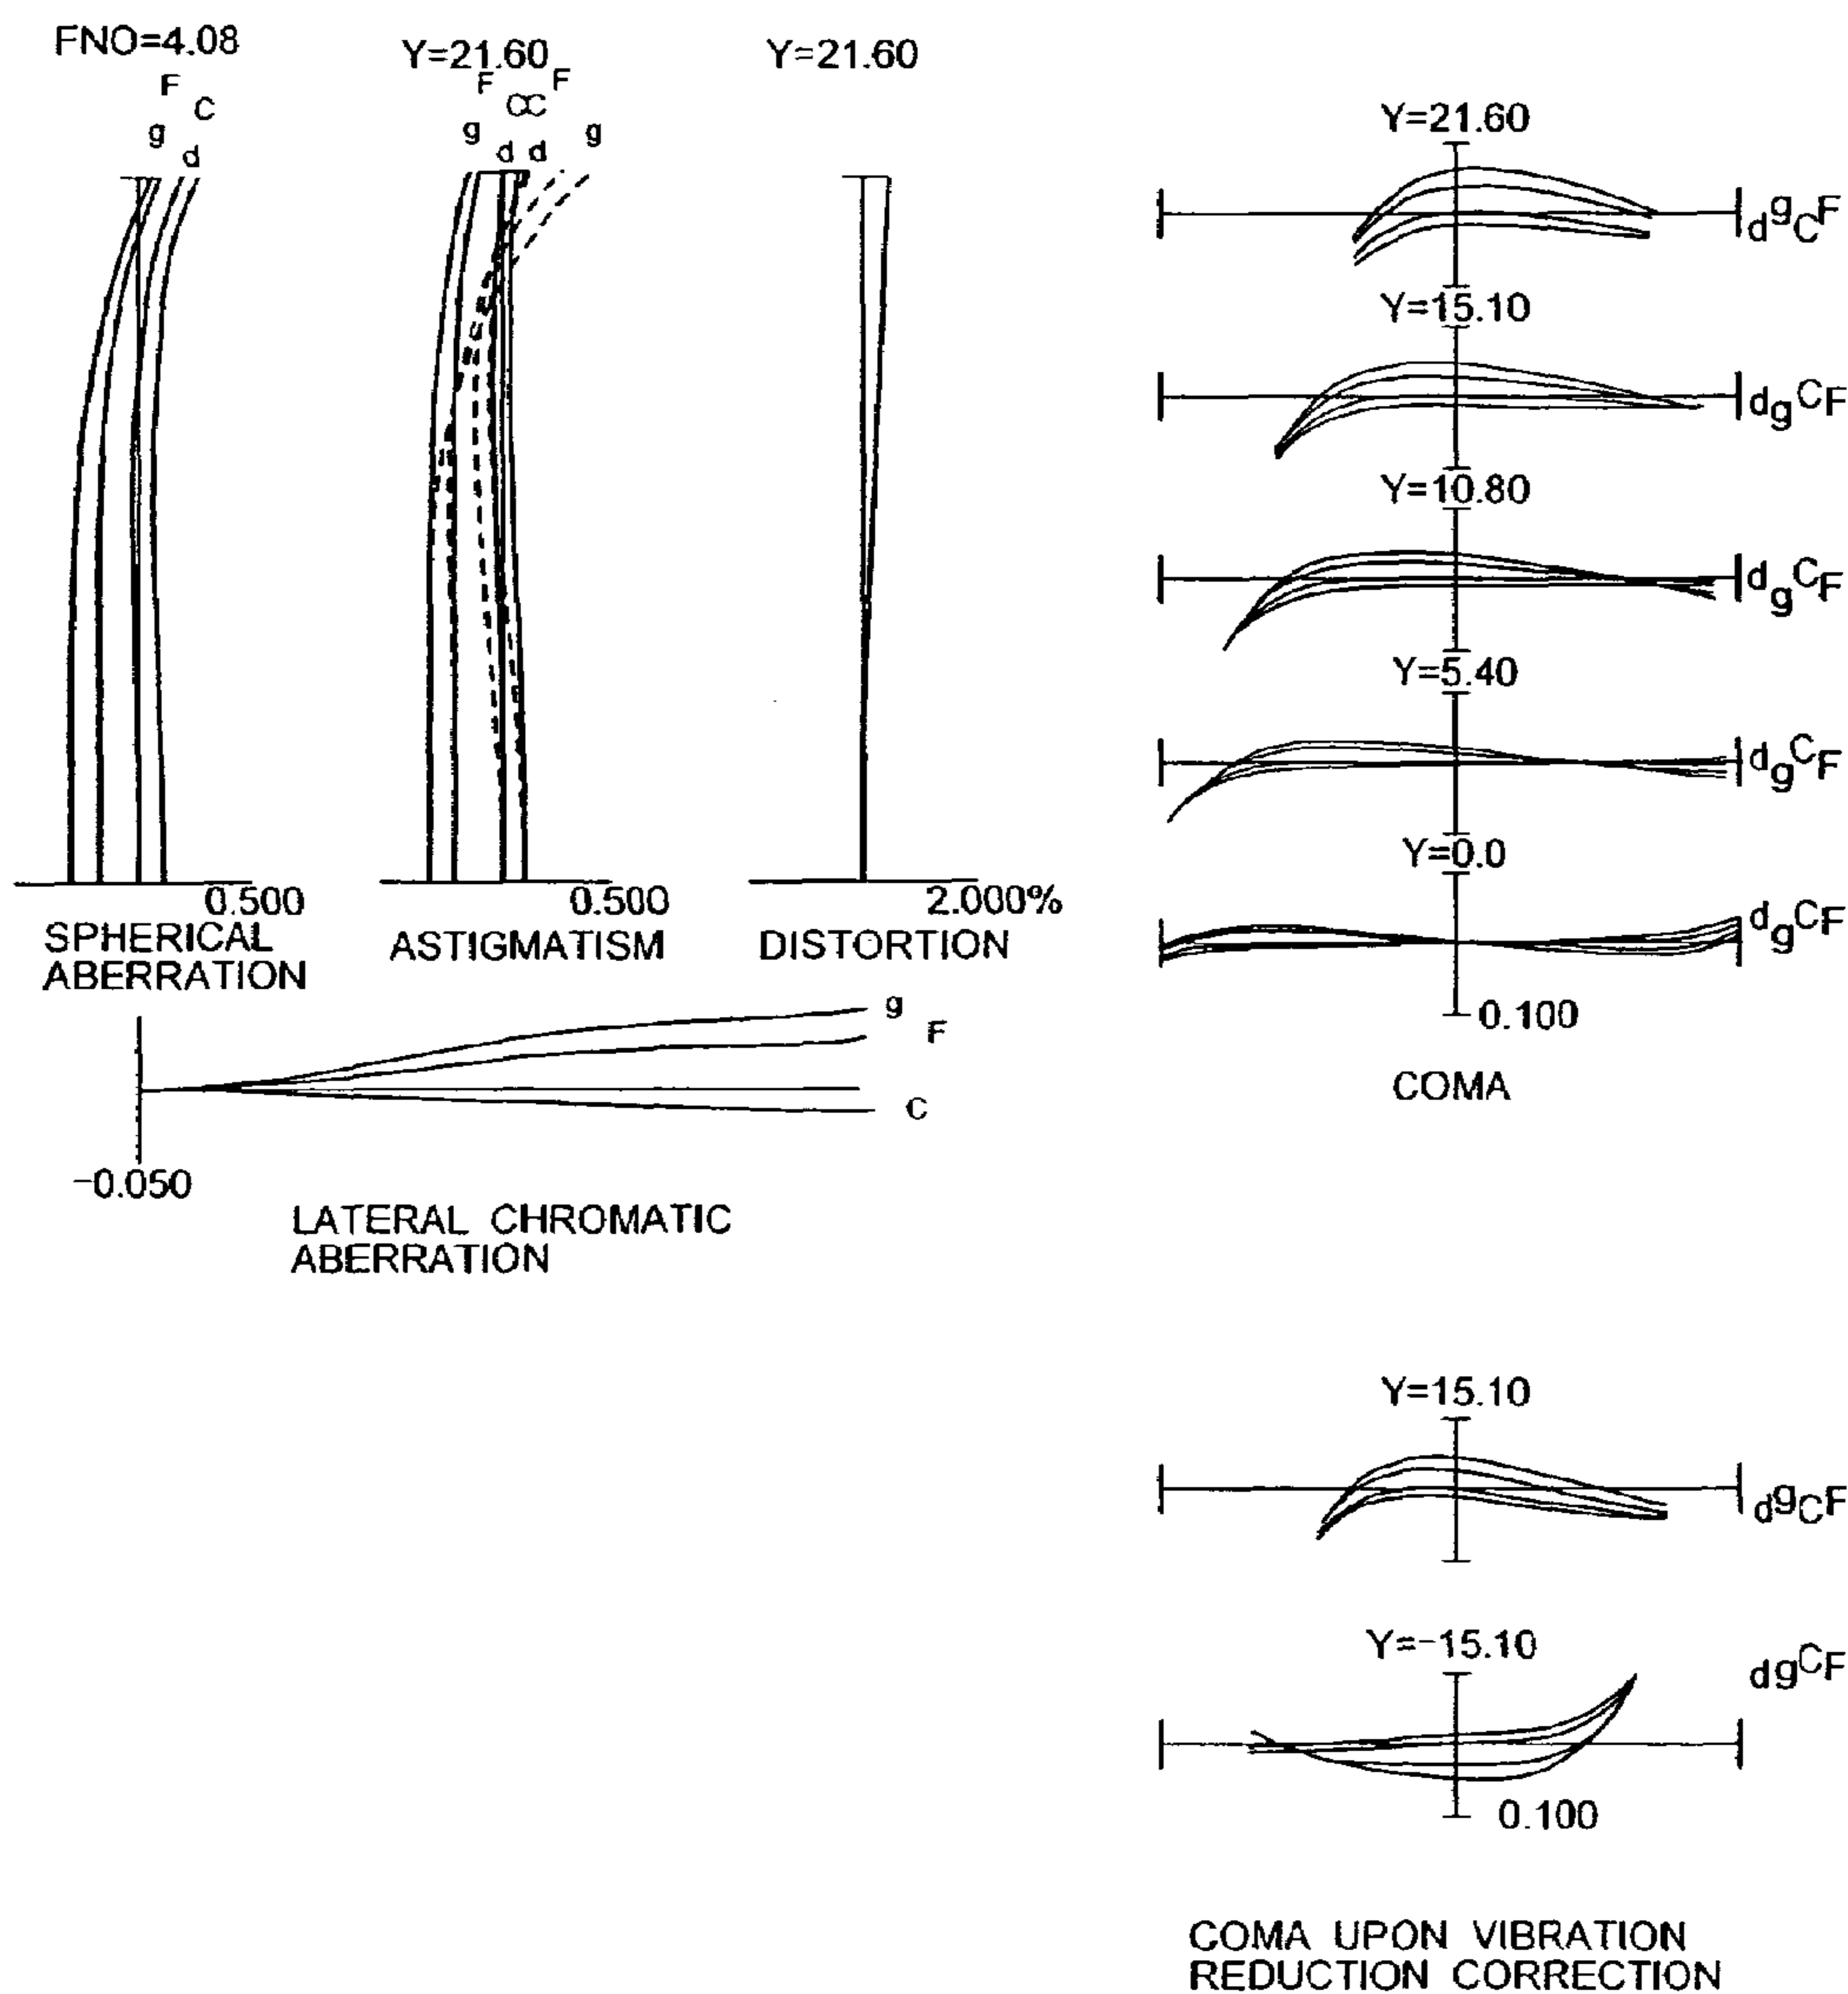 FNO=4.08
F
C
g
d
Y=21.60
F
CC
F
g
d
d
g
Y=21.60
0.500
SPHERICAL
ABERRATION
0.500
ASTIGMATISM
2.000%
DISTORTION
g
F
C
-0.050
LATERAL CHROMATIC
ABERRATION
Y=21.60
dgCF
Y=15.10
dgCF
Y=10.80
dgCF
Y=5.40
dgCF
Y=0.0
dgCF
0.100
COMA
Y=15.10
dgCF
Y=-15.10
dgCF
0.100
COMA UPON VIBRATION
REDUCTION CORRECTION